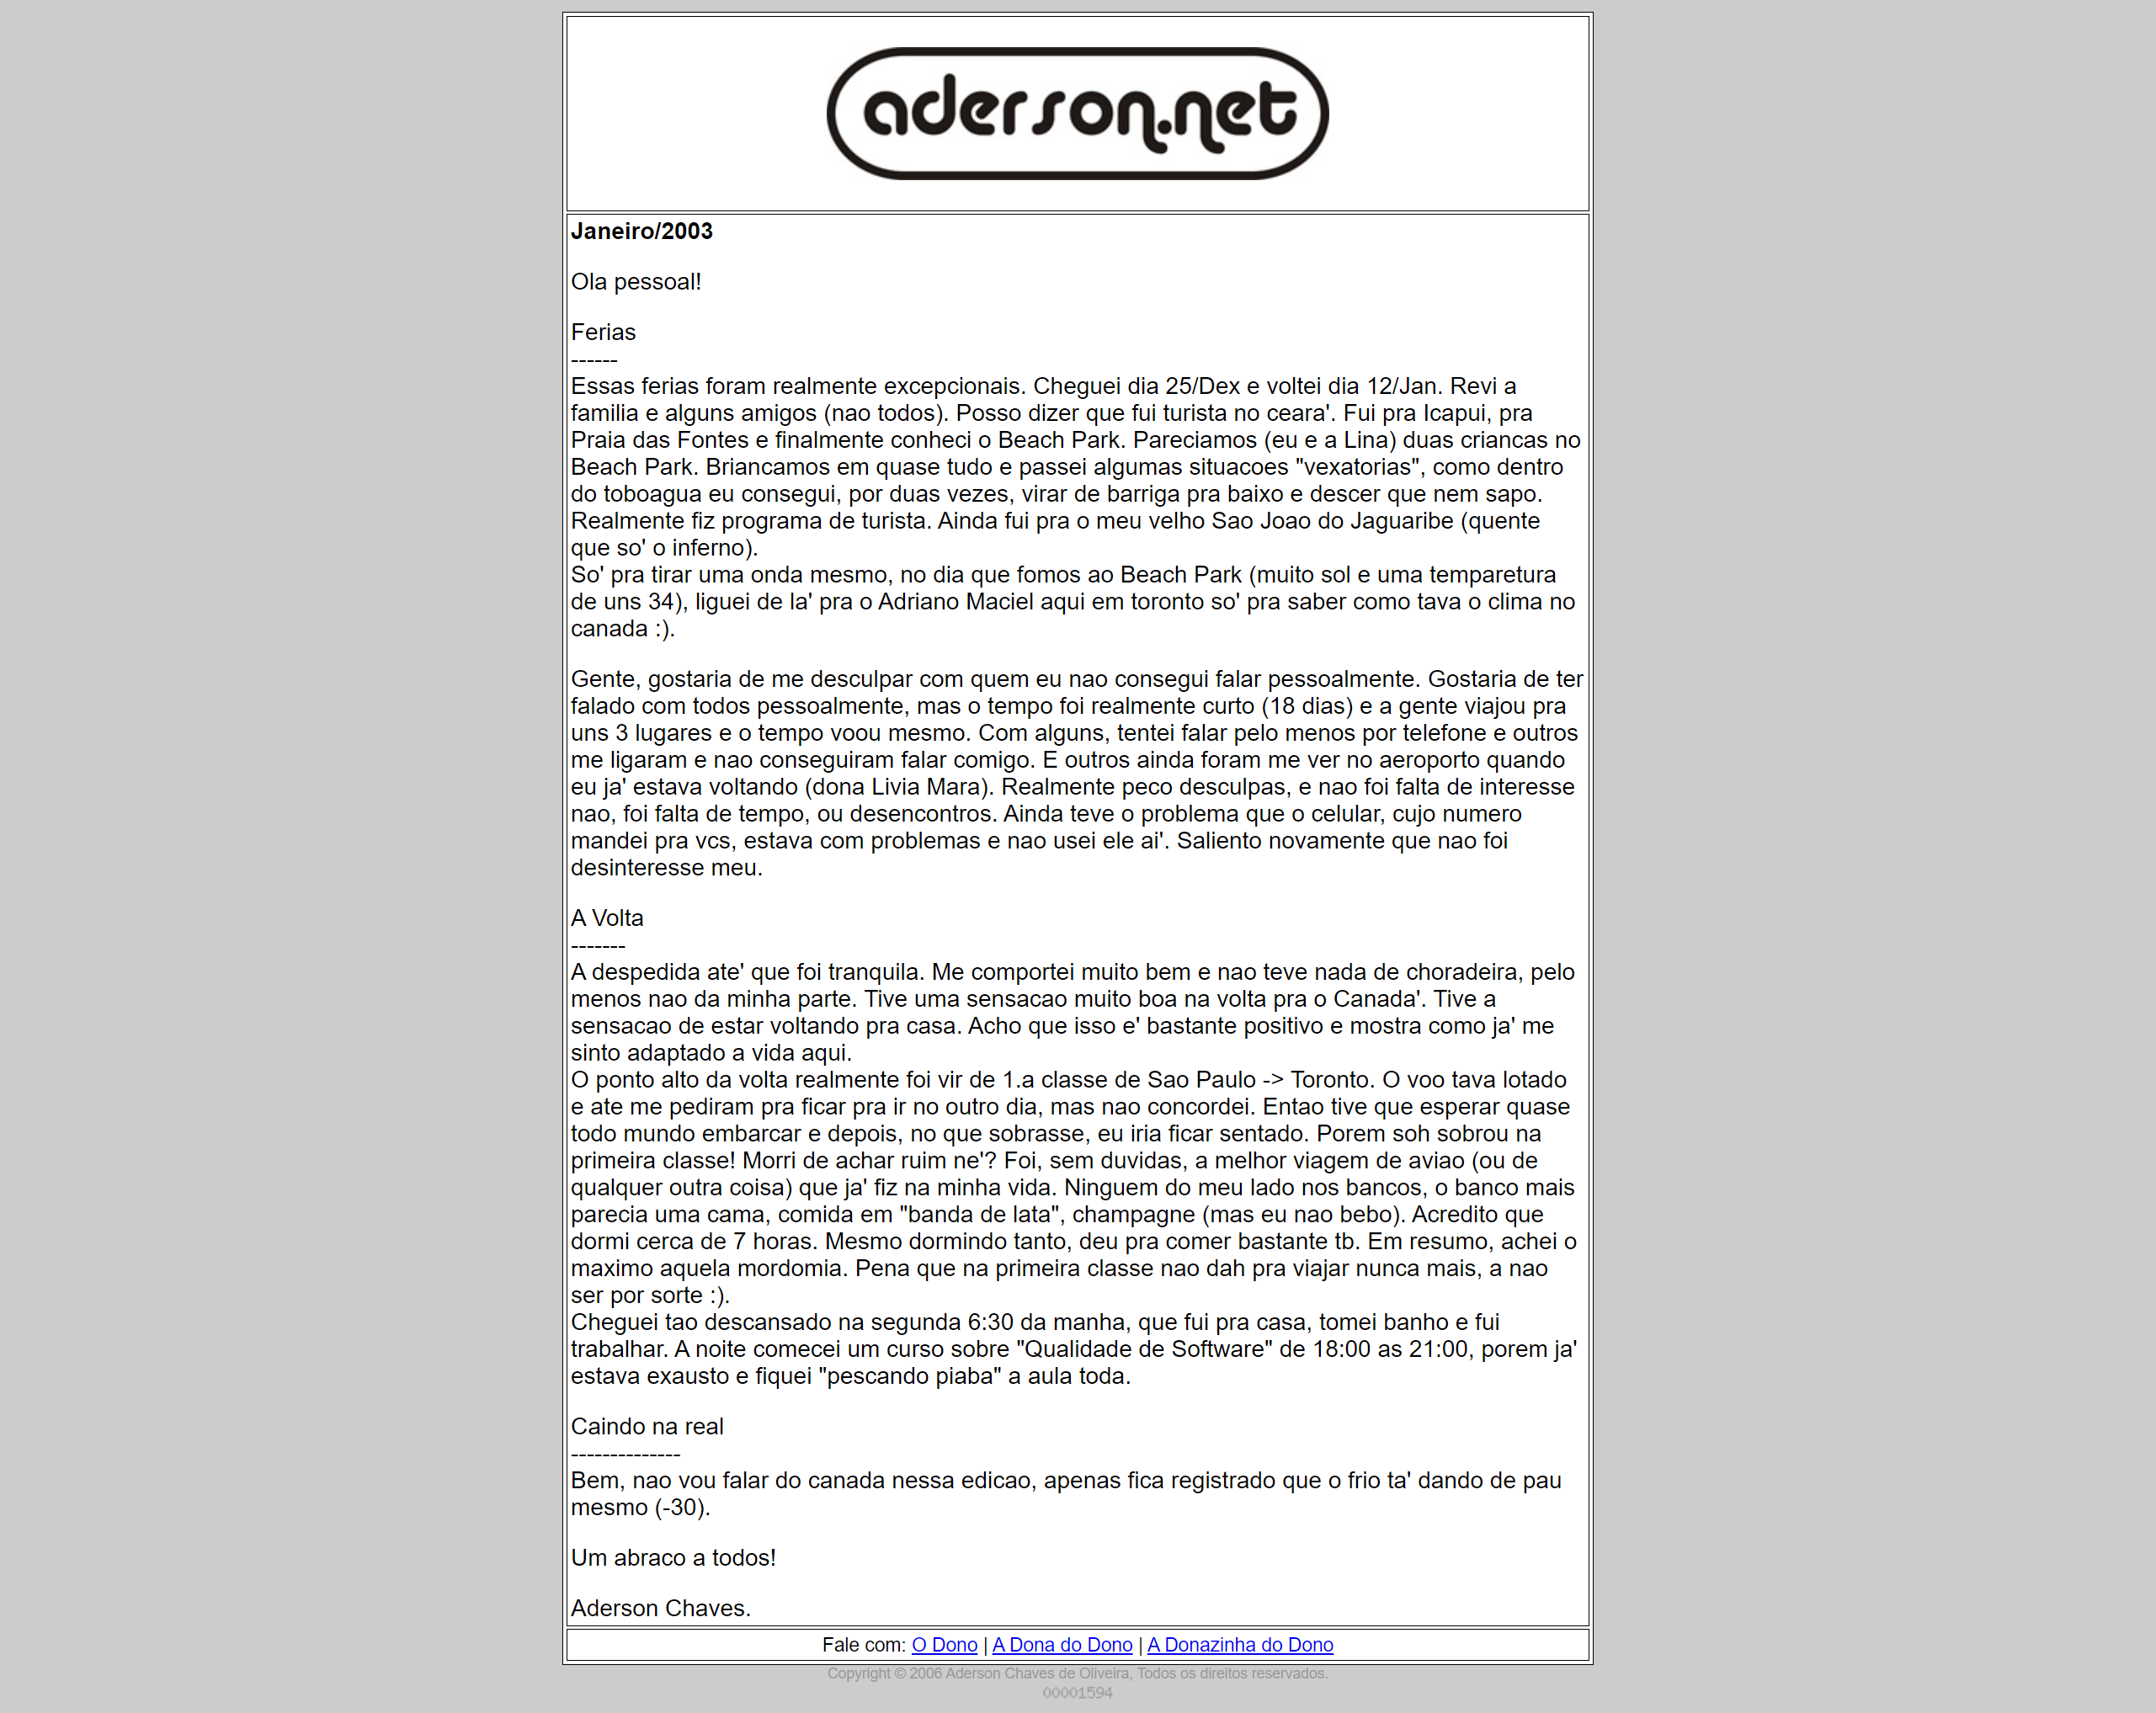 aderson.net
Janeiro/2003
Ola pessoal!
Ferias
------
Essas ferias foram realmente excepcionais. Cheguei dia 25/Dex e voltei dia 12/Jan. Revi a
familia e alguns amigos (nao todos). Posso dizer que fui turista no ceara'. Fui pra Icapui, pra
Praia das Fontes e finalmente conheci o Beach Park. Pareciamos (eu e a Lina) duas criancas no
Beach Park. Briancamos em quase tudo e passei algumas situacoes "vexatorias", como dentro
do toboagua eu consegui, por duas vezes, virar de barriga pra baixo e descer que nem sapo.
Realmente fiz programa de turista. Ainda fui pra o meu velho Sao Joao do Jaguaribe (quente
que so' o inferno).
So' pra tirar uma onda mesmo, no dia que fomos ao Beach Park (muito sol e uma temparetura
de uns 34), liguei de la' pra o Adriano Maciel aqui em toronto so' pra saber como tava o clima no
canada :).
Gente, gostaria de me desculpar com quem eu nao consegui falar pessoalmente. Gostaria de ter
falado com todos pessoalmente, mas o tempo foi realmente curto (18 dias) e a gente viajou pra
uns 3 lugares e o tempo voou mesmo. Com alguns, tentei falar pelo menos por telefone e outros
me ligaram e nao conseguiram falar comigo. E outros ainda foram me ver no aeroporto quando
eu ja' estava voltando (dona Livia Mara). Realmente peco desculpas, e nao foi falta de interesse
nao, foi falta de tempo, ou desencontros. Ainda teve o problema que o celular, cujo numero
mandei pra vcs, estava com problemas e nao usei ele ai'. Saliento novamente que nao foi
desinteresse meu.
A Volta
-------
A despedida ate' que foi tranquila. Me comportei muito bem e nao teve nada de choradeira, pelo
menos nao da minha parte. Tive uma sensacao muito boa na volta pra o Canada'. Tive a
sensacao de estar voltando pra casa. Acho que isso e' bastante positivo e mostra como ja' me
sinto adaptado a vida aqui.
O ponto alto da volta realmente foi vir de 1.a classe de Sao Paulo -> Toronto. O voo tava lotado
e ate me pediram pra ficar pra ir no outro dia, mas nao concordei. Entao tive que esperar quase
todo mundo embarcar e depois, no que sobrasse, eu iria ficar sentado. Porem soh sobrou na
primeira classe! Morri de achar ruim ne'? Foi, sem duvidas, a melhor viagem de aviao (ou de
qualquer outra coisa) que ja' fiz na minha vida. Ninguem do meu lado nos bancos, o banco mais
parecia uma cama, comida em "banda de lata", champagne (mas eu nao bebo). Acredito que
dormi cerca de 7 horas. Mesmo dormindo tanto, deu pra comer bastante tb. Em resumo, achei o
maximo aquela mordomia. Pena que na primeira classe nao dah pra viajar nunca mais, a nao
ser por sorte :).
Cheguei tao descansado na segunda 6:30 da manha, que fui pra casa, tomei banho e fui
trabalhar. A noite comecei um curso sobre "Qualidade de Software" de 18:00 as 21:00, porem ja'
estava exausto e fiquei "pescando piaba" a aula toda.
Caindo na real
--------------
Bem, nao vou falar do canada nessa edicao, apenas fica registrado que o frio ta' dando de pau
mesmo (-30).
Um abraco a todos!
Aderson Chaves.
Fale com: O Dono | A Dona do Dono | A Donazinha do Dono
Copyright © 2006 Aderson Chaves de Oliveira, Todos os direitos reservados.
00001594